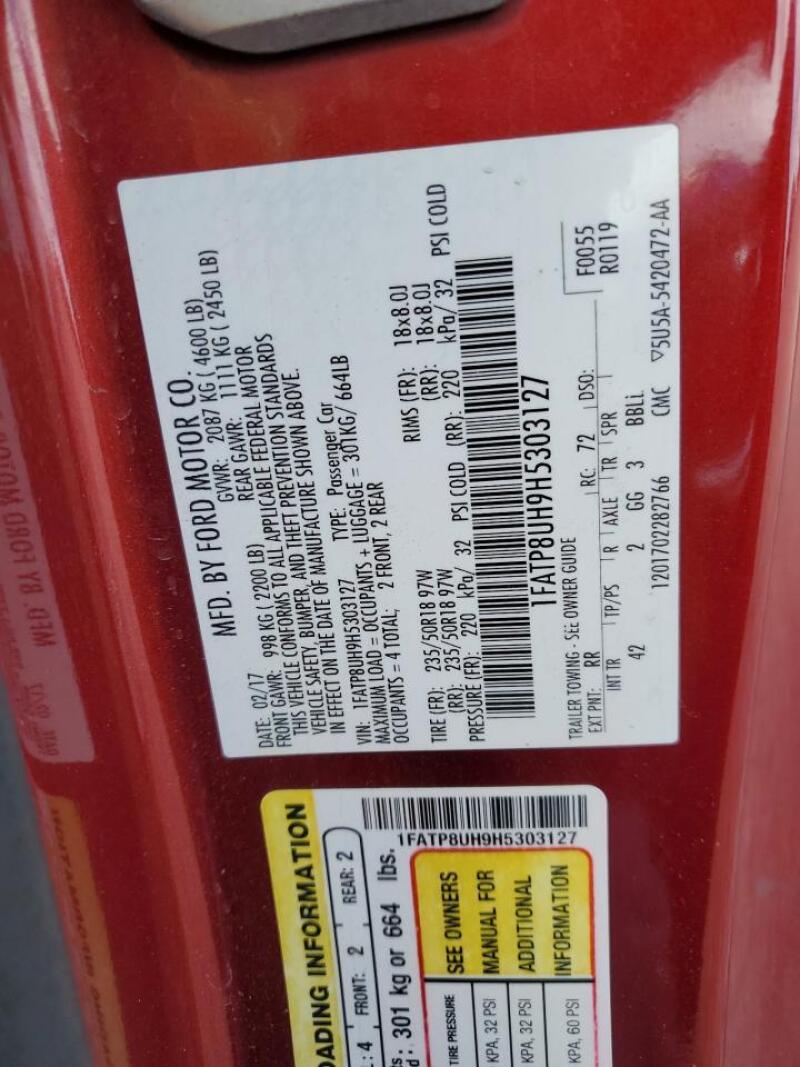 MFD. BY FORD MOTOR CO.
DATE: 02/17 GVWR: 2087 KG ( 4600 LB)
FRONT GAWR: 998 KG ( 2200 LB) REAR GAWR: 1111 KG ( 2450 LB)
THIS VEHICLE CONFORMS TO ALL APPLICABLE FEDERAL MOTOR
VEHICLE SAFETY, BUMPER, AND THEFT PREVENTION STANDARDS
IN EFFECT ON THE DATE OF MANUFACTURE SHOWN ABOVE.
VIN: 1FATP8UH9H5303127 TYPE: Passenger Car
MAXIMUM LOAD = OCCUPANTS + LUGGAGE = 301KG/ 664LB
OCCUPANTS = 4 TOTAL; 2 FRONT, 2 REAR
TIRE (FR): 235/50R18 97W RIMS (FR): 18x8.0J
(RR): 235/50R18 97W (RR): 18x8.0J
PRESSURE (FR): 220 kPa/ 32 PSI COLD (RR): 220 kPa/ 32 PSI COLD
1FATP8UH9H5303127
F0055
R0119
TRAILER TOWING - SEE OWNER GUIDE
EXT PNT: RR RC: 72 DSO:
INT TR TP/PS R AXLE TR SPR
42 2 GG 3 BBLL
1201702282766 CMC ▽5U5A-5420472-AA
OADING INFORMATION
: 4 FRONT: 2 REAR: 2
: 301 kg or 664 lbs.
1FATP8UH9H5303127
TIRE PRESSURE
KPA, 32 PSI
KPA, 32 PSI
KPA, 60 PSI
SEE OWNERS
MANUAL FOR
ADDITIONAL
INFORMATION